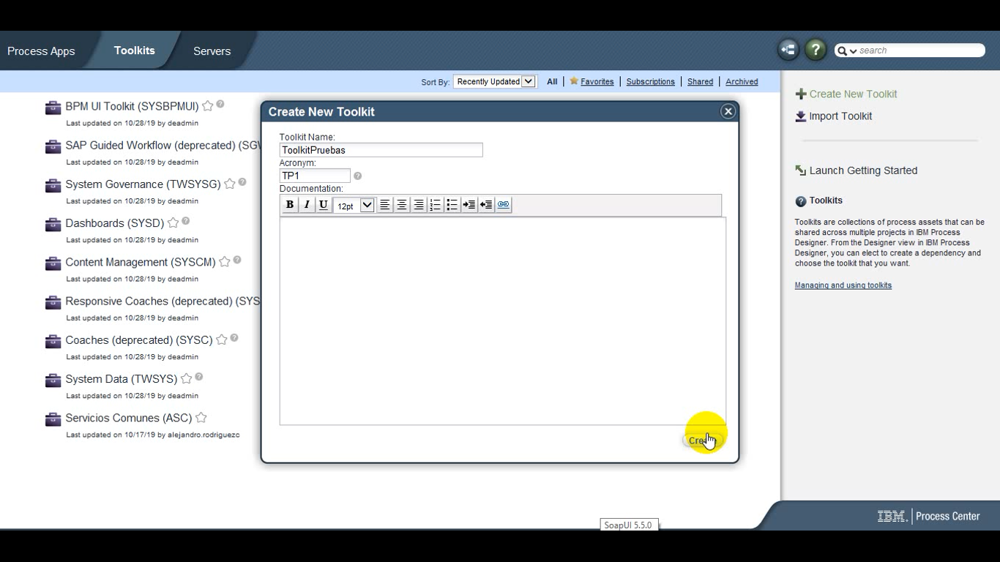 Process Apps
Toolkits
Servers
search
Sort By: Recently Updated All Favorites Subscriptions Shared Archived
BPM UI Toolkit (SYSBPMUI)
Last updated on 10/28/19 by deadmin
SAP Guided Workflow (deprecated)
Last updated on 10/28/19 by deadmin
System Governance (TWSYSG)
Last updated on 10/28/19 by deadmin
Dashboards (SYSD)
Last updated on 10/28/19 by deadmin
Content Management (SYSCM)
Last updated on 10/28/19 by deadmin
Responsive Coaches (deprecated) (SYS
Last updated on 10/28/19 by deadmin
Coaches (deprecated) (SYSC)
Last updated on 10/28/19 by deadmin
System Data (TWSYS)
Last updated on 10/28/19 by deadmin
Servicios Comunes (ASC)
Last updated on 10/17/19 by alejandro.rodriguezc
Create New Toolkit
Toolkit Name:
ToolkitPruebas
Acronym:
TP1
Documentation:
B I U 12pt
Create New Toolkit
Import Toolkit
Launch Getting Started
Toolkits
Toolkits are collections of process assets that can be
shared across multiple projects in IBM Process
Designer. From the Designer view in IBM Process
Designer, you can elect to create a dependency and
choose the toolkit that you want.
Managing and using toolkits
IBM. Process Center
SoapUI 5.5.0